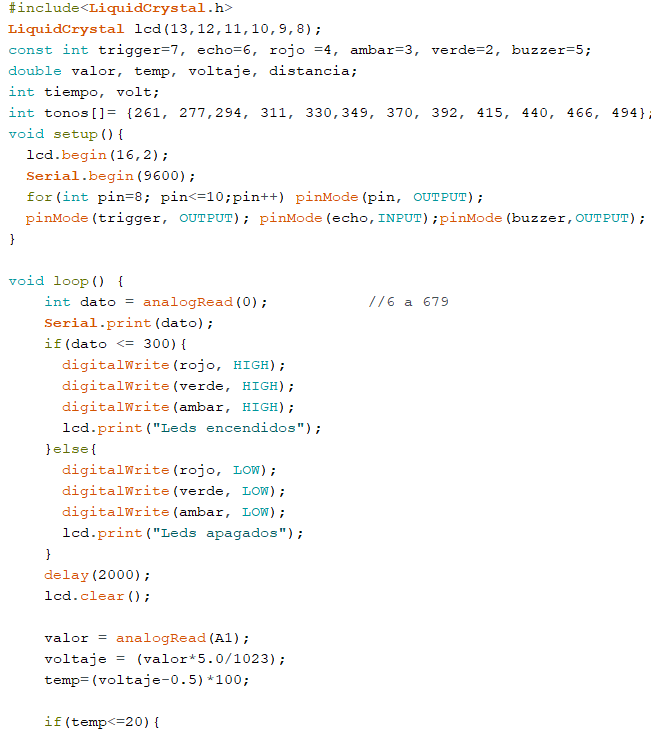 #include<LiquidCrystal.h>
LiquidCrystal lcd(13,12,11,10,9,8);
const int trigger=7, echo=6, rojo =4, ambar=3, verde=2, buzzer=5;
double valor, temp, voltaje, distancia;
int tiempo, volt;
int tonos[]= {261, 277,294, 311, 330,349, 370, 392, 415, 440, 466, 494};
void setup(){
  lcd.begin(16,2);
  Serial.begin(9600);
  for(int pin=8; pin<=10;pin++) pinMode(pin, OUTPUT);
  pinMode(trigger, OUTPUT); pinMode(echo,INPUT);pinMode(buzzer,OUTPUT);
}
void loop() {
    int dato = analogRead(0);           //6 a 679
    Serial.print(dato);
    if(dato <= 300){
      digitalWrite(rojo, HIGH);
      digitalWrite(verde, HIGH);
      digitalWrite(ambar, HIGH);
      lcd.print("Leds encendidos");
    }else{
      digitalWrite(rojo, LOW);
      digitalWrite(verde, LOW);
      digitalWrite(ambar, LOW);
      lcd.print("Leds apagados");
    }
    delay(2000);
    lcd.clear();
    valor = analogRead(A1);
    voltaje = (valor*5.0/1023);
    temp=(voltaje-0.5)*100;
    if(temp<=20){